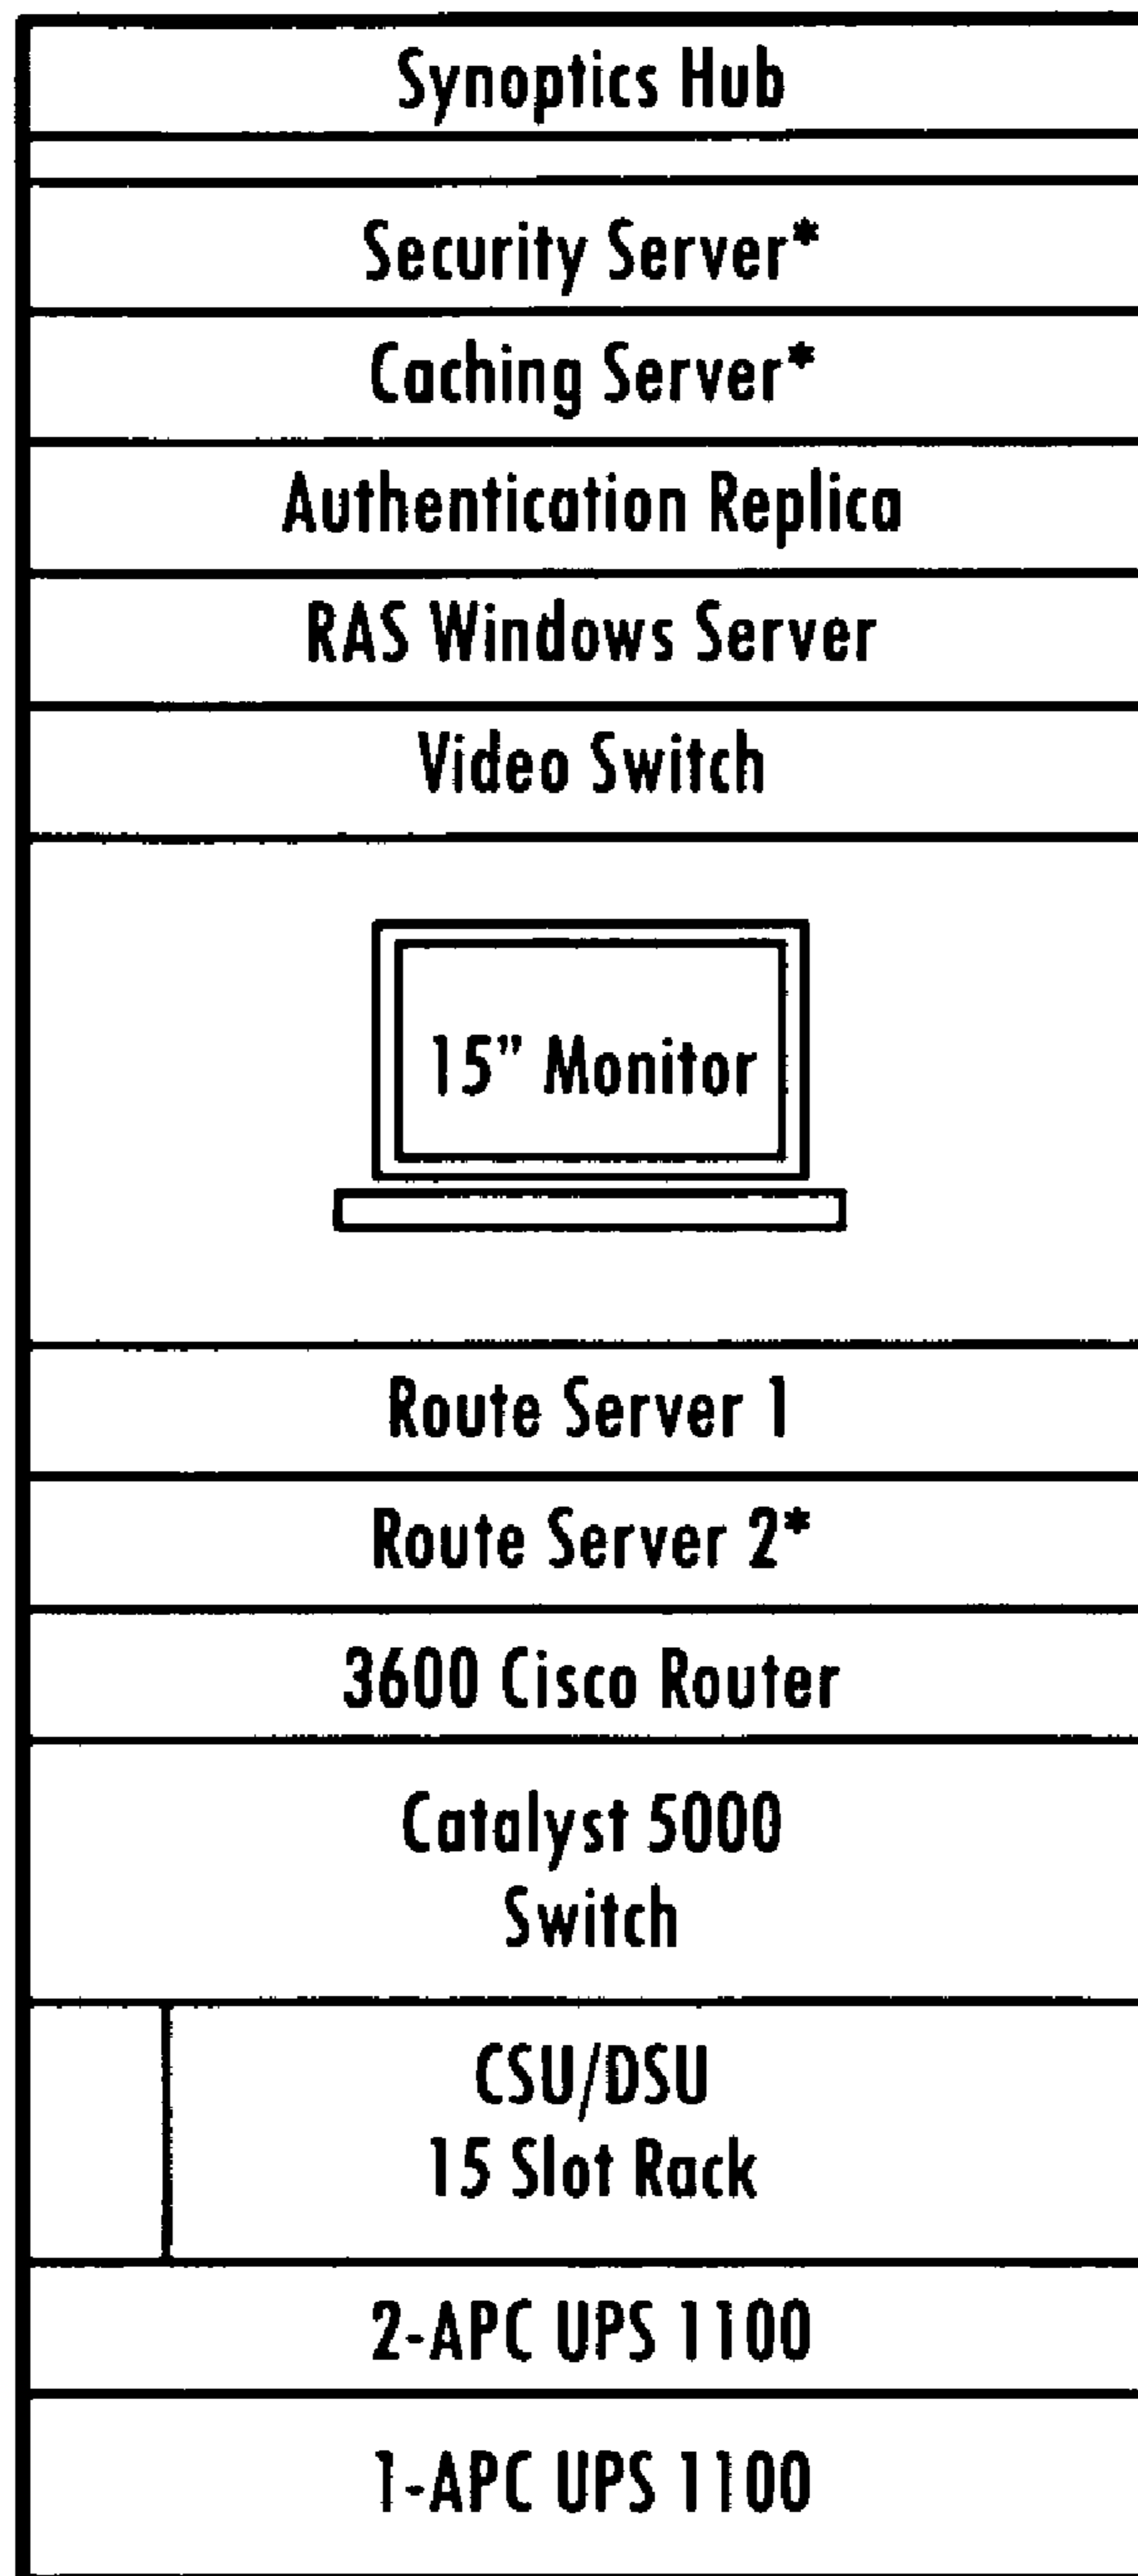 Synoptics Hub
Security Server*
Caching Server*
Authentication Replica
RAS Windows Server
Video Switch
15” Monitor
Route Server 1
Route Server 2*
3600 Cisco Router
Catalyst 5000
Switch
CSU/DSU
15 Slot Rack
2-APC UPS 1100
1-APC UPS 1100